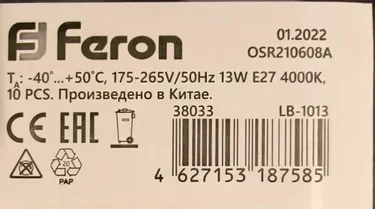 Feron
01.2022
OSR210608A
TA: -40°...+50°C, 175-265V/50Hz 13W E27 4000K,
10 PCS. Произведено в Китае.
CE EAC
38033 LB-1013
20
PAP
4 627153 187585